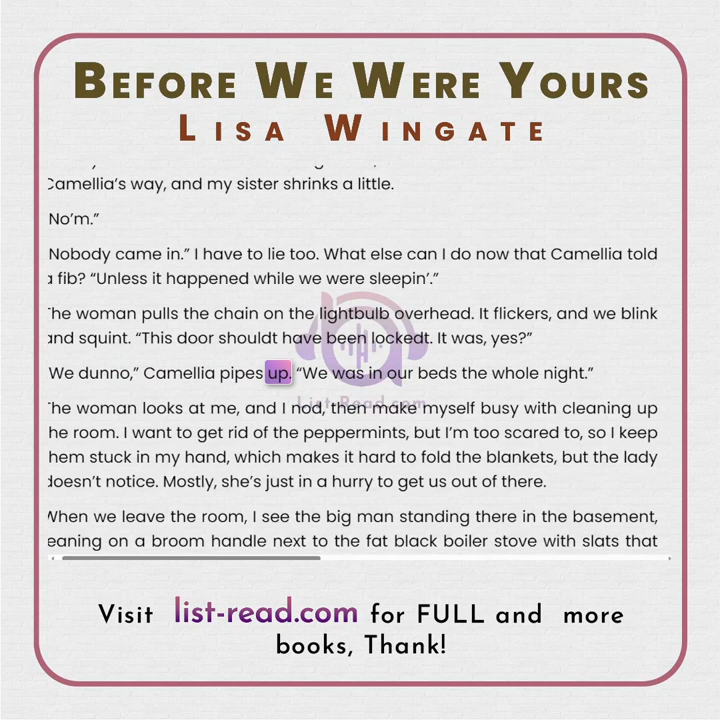 BEFORE WE WERE YOURS
LISA WINGATE
Camellia’s way, and my sister shrinks a little.
No’m.”
Nobody came in.” I have to lie too. What else can I do now that Camellia told
a fib? “Unless it happened while we were sleepin’.”
The woman pulls the chain on the lightbulb overhead. It flickers, and we blink
and squint. “This door shouldt have been lockedt. It was, yes?”
We dunno,” Camellia pipes up. “We was in our beds the whole night.”
List-Read.com
The woman looks at me, and I nod, then make myself busy with cleaning up
he room. I want to get rid of the peppermints, but I’m too scared to, so I keep
hem stuck in my hand, which makes it hard to fold the blankets, but the lady
doesn’t notice. Mostly, she’s just in a hurry to get us out of there.
When we leave the room, I see the big man standing there in the basement,
eaning on a broom handle next to the fat black boiler stove with slats that
Visit list-read.com for FULL and more
books, Thank!